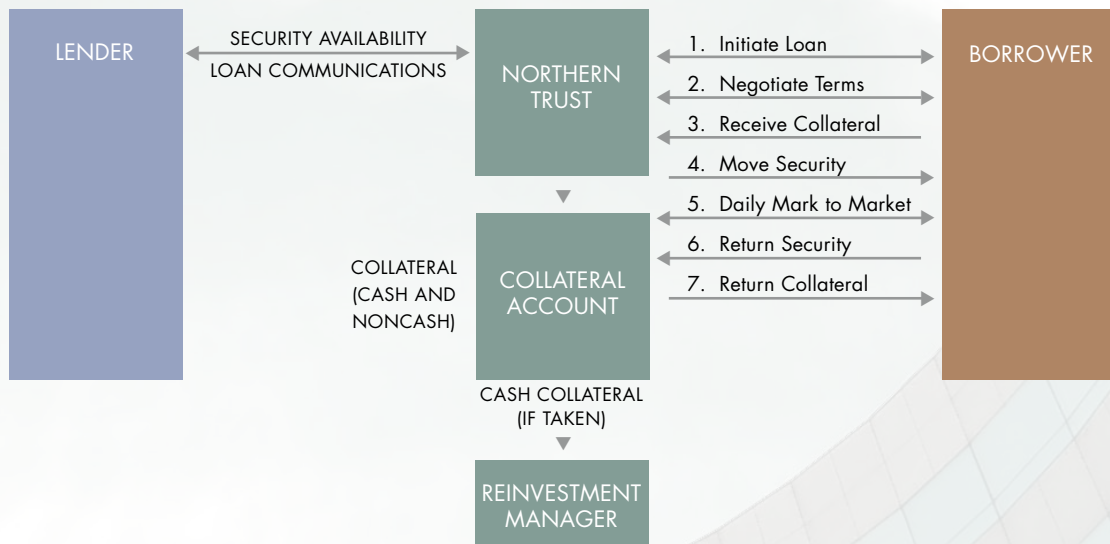 LENDER
SECURITY AVAILABILITY
LOAN COMMUNICATIONS
NORTHERN
TRUST
1. Initiate Loan
2. Negotiate Terms
3. Receive Collateral
4. Move Security
5. Daily Mark to Market
6. Return Security
7. Return Collateral
BORROWER
COLLATERAL
(CASH AND
NONCASH)
COLLATERAL
ACCOUNT
CASH COLLATERAL
(IF TAKEN)
REINVESTMENT
MANAGER